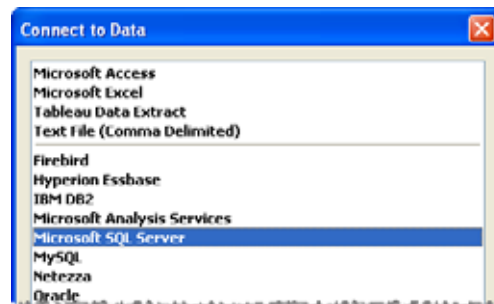 Connect to Data
Microsoft Access
Microsoft Excel
Tableau Data Extract
Text File (Comma Delimited)
Firebird
Hyperion Essbase
IBM DB2
Microsoft Analysis Services
Microsoft SQL Server
MySQL
Netezza
Oracle